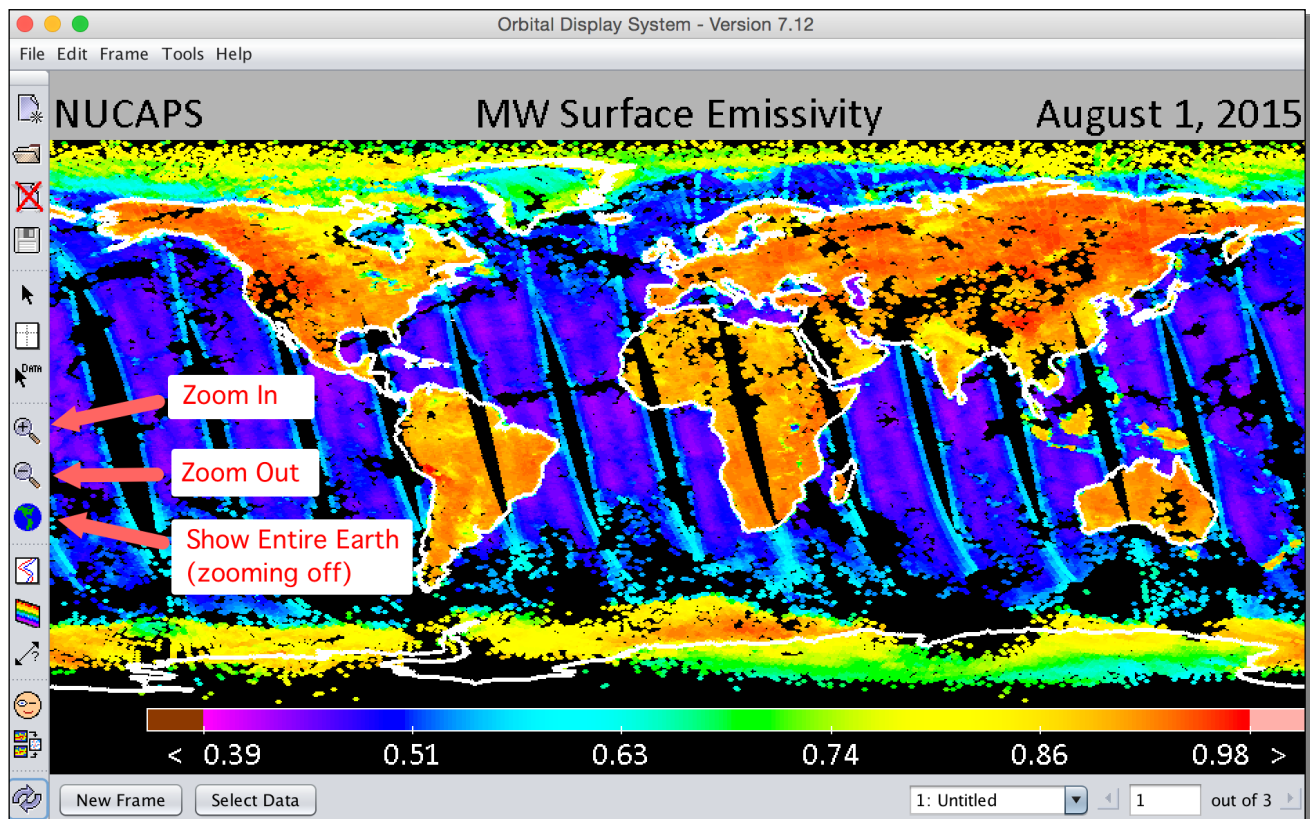 Orbital Display System - Version 7.12
File Edit Frame Tools Help
NUCAPS MW Surface Emissivity August 1, 2015
DATA
Zoom In
Zoom Out
Show Entire Earth
(zooming off)
< 0.39 0.51 0.63 0.74 0.86 0.98 >
New Frame Select Data 1: Untitled 1 out of 3